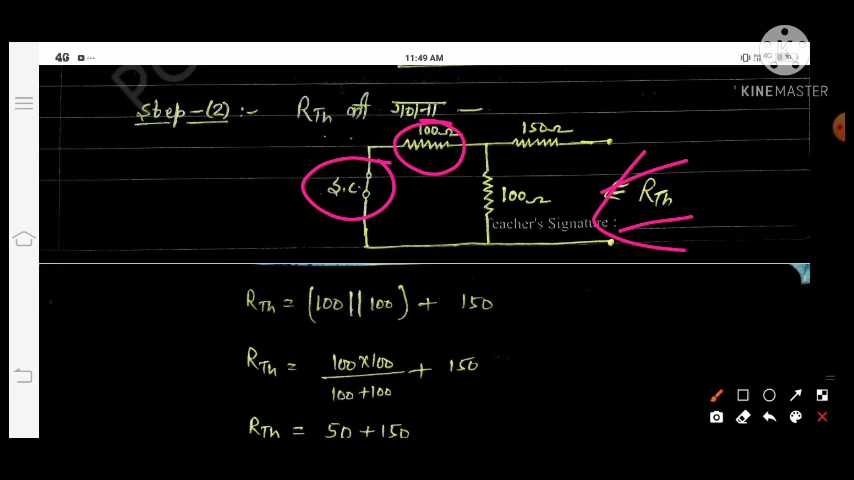 4G
11:49 AM
KINEMASTER
Step-(2) :- RTh की गणना —
100Ω 150Ω
S.C.
100Ω
RTh
Teacher's Signature :
RTh = (100||100) + 150
RTh = 100×100 / 100+100 + 150
RTh = 50+150